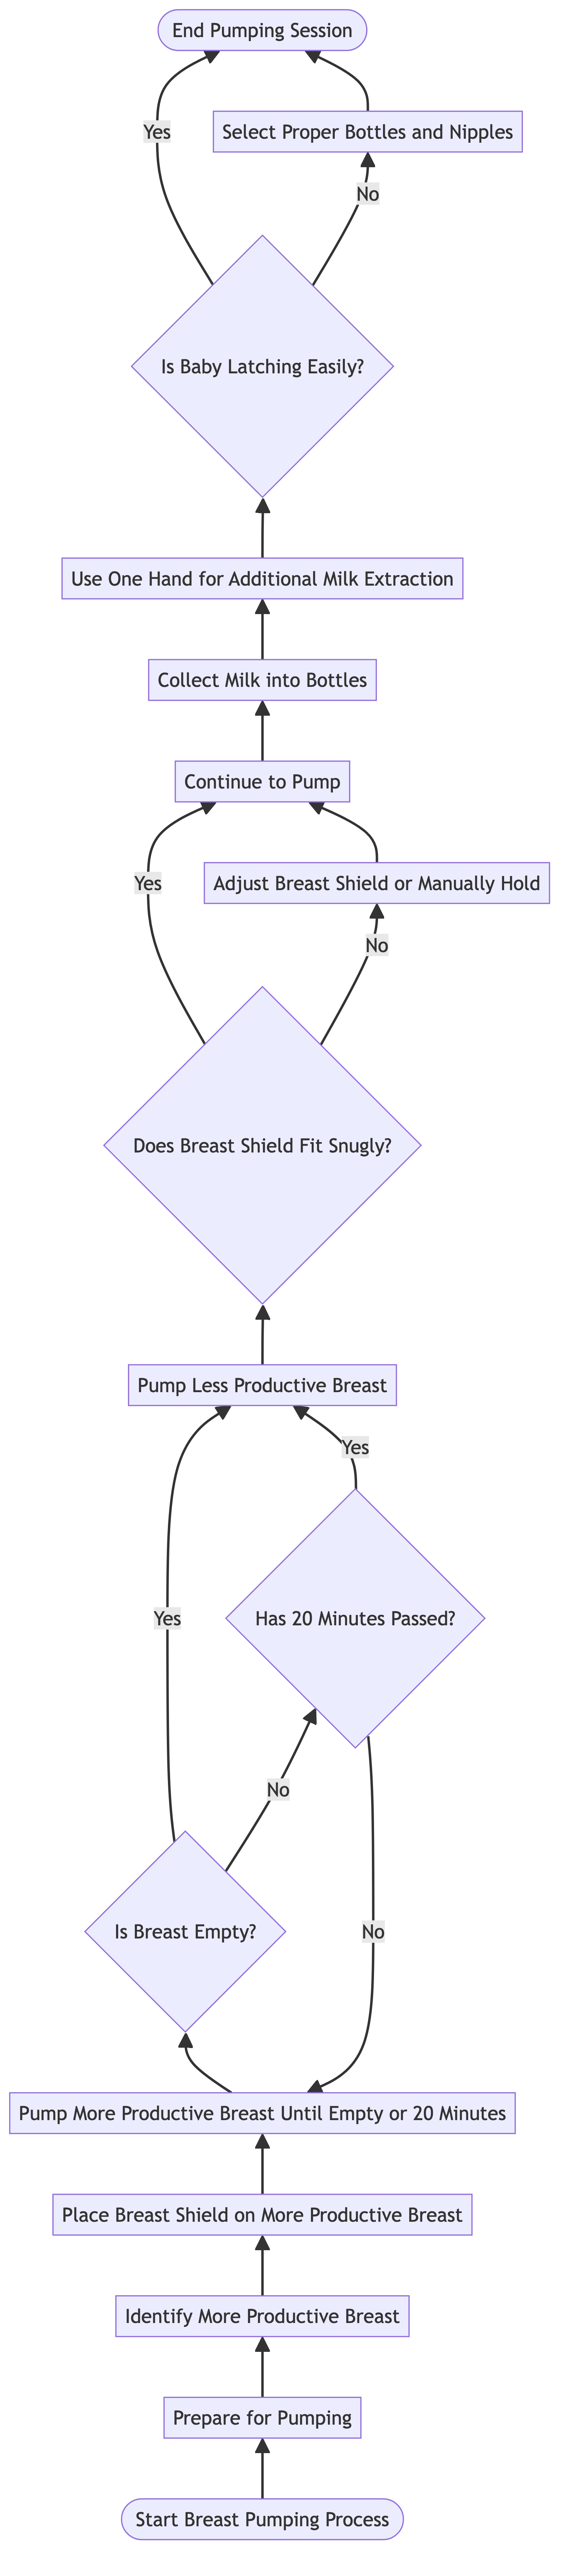 End Pumping Session
Yes
Select Proper Bottles and Nipples
No
Is Baby Latching Easily?
Use One Hand for Additional Milk Extraction
Collect Milk into Bottles
Continue to Pump
Yes
Adjust Breast Shield or Manually Hold
No
Does Breast Shield Fit Snugly?
Pump Less Productive Breast
Yes
Yes
Has 20 Minutes Passed?
No
Is Breast Empty?
No
Pump More Productive Breast Until Empty or 20 Minutes
Place Breast Shield on More Productive Breast
Identify More Productive Breast
Prepare for Pumping
Start Breast Pumping Process